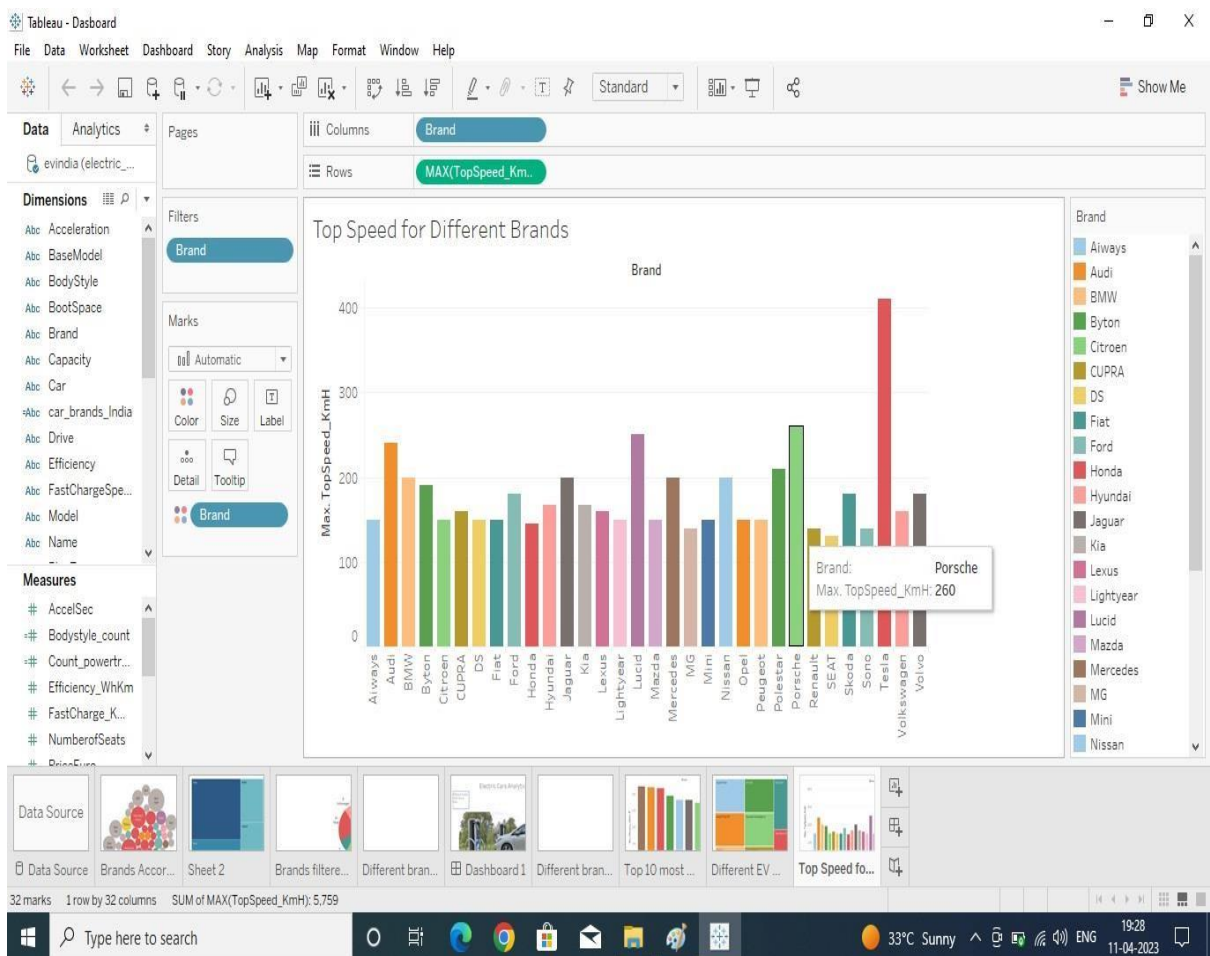 Tableau - Dasboard
File Data Worksheet Dashboard Story Analysis Map Format Window Help
Standard
Show Me
Data Analytics
Pages
iii Columns
Brand
evindia (electric_...
Rows
MAX(TopSpeed_Km..
Dimensions
Abc Acceleration
Abc BaseModel
Abc BodyStyle
Abc BootSpace
Abc Brand
Abc Capacity
Abc Car
=Abc car_brands_India
Abc Drive
Abc Efficiency
Abc FastChargeSpe...
Abc Model
Abc Name
Measures
# AccelSec
=# Bodystyle_count
=# Count_powertr...
# Efficiency_WhKm
# FastCharge_K...
# NumberofSeats
# PriceEuro
Filters
Brand
Marks
Automatic
Color Size Label
Detail Tooltip
Brand
Top Speed for Different Brands
Brand
400
300
200
100
0
Max. TopSpeed_KmH
Aiways
Audi
BMW
Byton
Citroen
CUPRA
DS
Fiat
Ford
Honda
Hyundai
Jaguar
Kia
Lexus
Lightyear
Lucid
Mazda
Mercedes
MG
Mini
Nissan
Opel
Peugeot
Polestar
Porsche
Renault
SEAT
Skoda
Sono
Tesla
Volkswagen
Volvo
Brand: Porsche
Max. TopSpeed_KmH: 260
Brand
Aiways
Audi
BMW
Byton
Citroen
CUPRA
DS
Fiat
Ford
Honda
Hyundai
Jaguar
Kia
Lexus
Lightyear
Lucid
Mazda
Mercedes
MG
Mini
Nissan
Data Source
Electric Cars Analytic
Data Source
Brands Accor...
Sheet 2
Brands filtere...
Different bran...
Dashboard 1
Different bran...
Top 10 most ...
Different EV ...
Top Speed fo...
32 marks 1 row by 32 columns SUM of MAX(TopSpeed_KmH): 5,759
Type here to search
33°C Sunny
ENG
19:28
11-04-2023